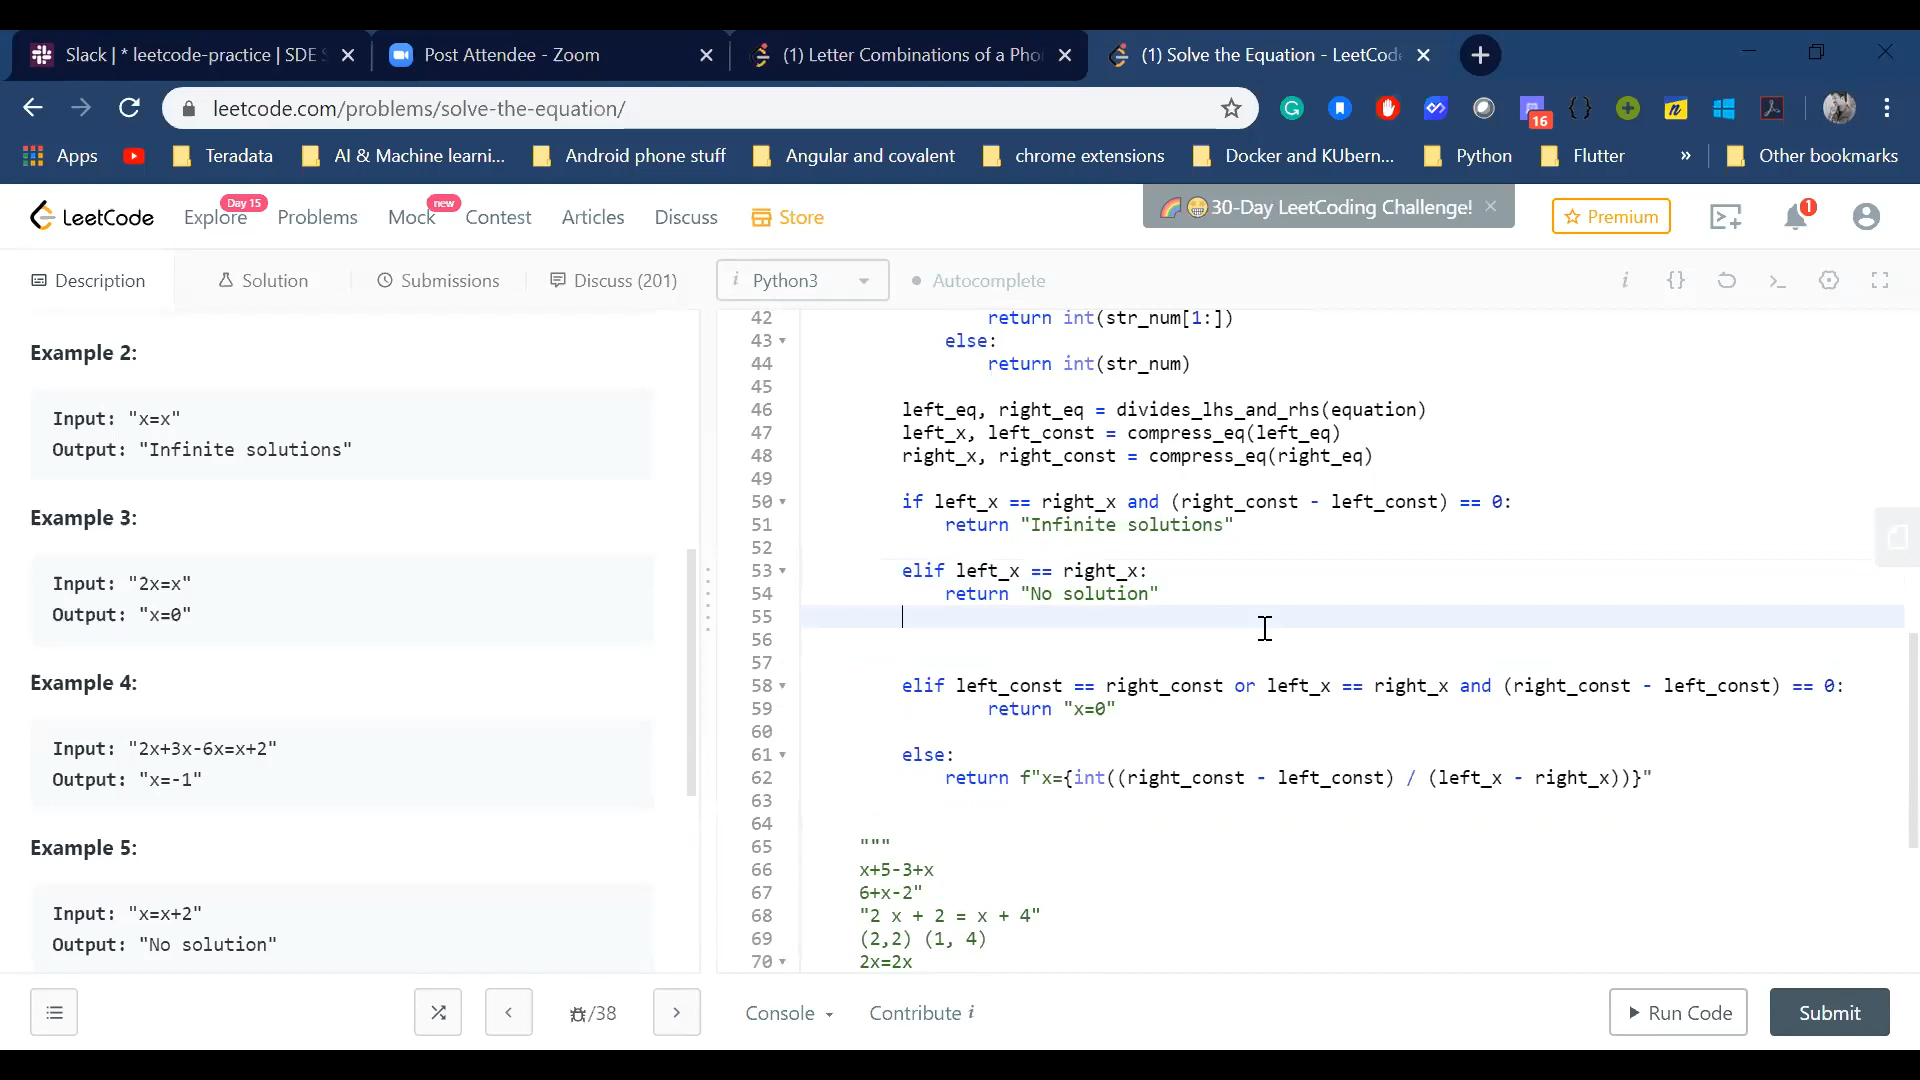 Slack | * leetcode-practice | SDE S
Post Attendee - Zoom
(1) Letter Combinations of a Pho
(1) Solve the Equation - LeetCod
leetcode.com/problems/solve-the-equation/
16
Apps
Teradata
AI & Machine learni...
Android phone stuff
Angular and covalent
chrome extensions
Docker and KUbern...
Python
Flutter
»
Other bookmarks
LeetCode
Explore
Day 15
Problems
Mock
new
Contest
Articles
Discuss
Store
30-Day LeetCoding Challenge!
Premium
1
Description
Solution
Submissions
Discuss (201)
i Python3
Autocomplete
Example 2:
Input: "x=x"
Output: "Infinite solutions"
Example 3:
Input: "2x=x"
Output: "x=0"
Example 4:
Input: "2x+3x-6x=x+2"
Output: "x=-1"
Example 5:
Input: "x=x+2"
Output: "No solution"
42 return int(str_num[1:])
43 else:
44 return int(str_num)
45
46 left_eq, right_eq = divides_lhs_and_rhs(equation)
47 left_x, left_const = compress_eq(left_eq)
48 right_x, right_const = compress_eq(right_eq)
49
50 if left_x == right_x and (right_const - left_const) == 0:
51 return "Infinite solutions"
52
53 elif left_x == right_x:
54 return "No solution"
55
56
57
58 elif left_const == right_const or left_x == right_x and (right_const - left_const) == 0:
59 return "x=0"
60
61 else:
62 return f"x={int((right_const - left_const) / (left_x - right_x))}"
63
64
65 """
66 x+5-3+x
67 6+x-2"
68 "2 x + 2 = x + 4"
69 (2,2) (1, 4)
70 2x=2x
/38
Console
Contribute i
Run Code
Submit